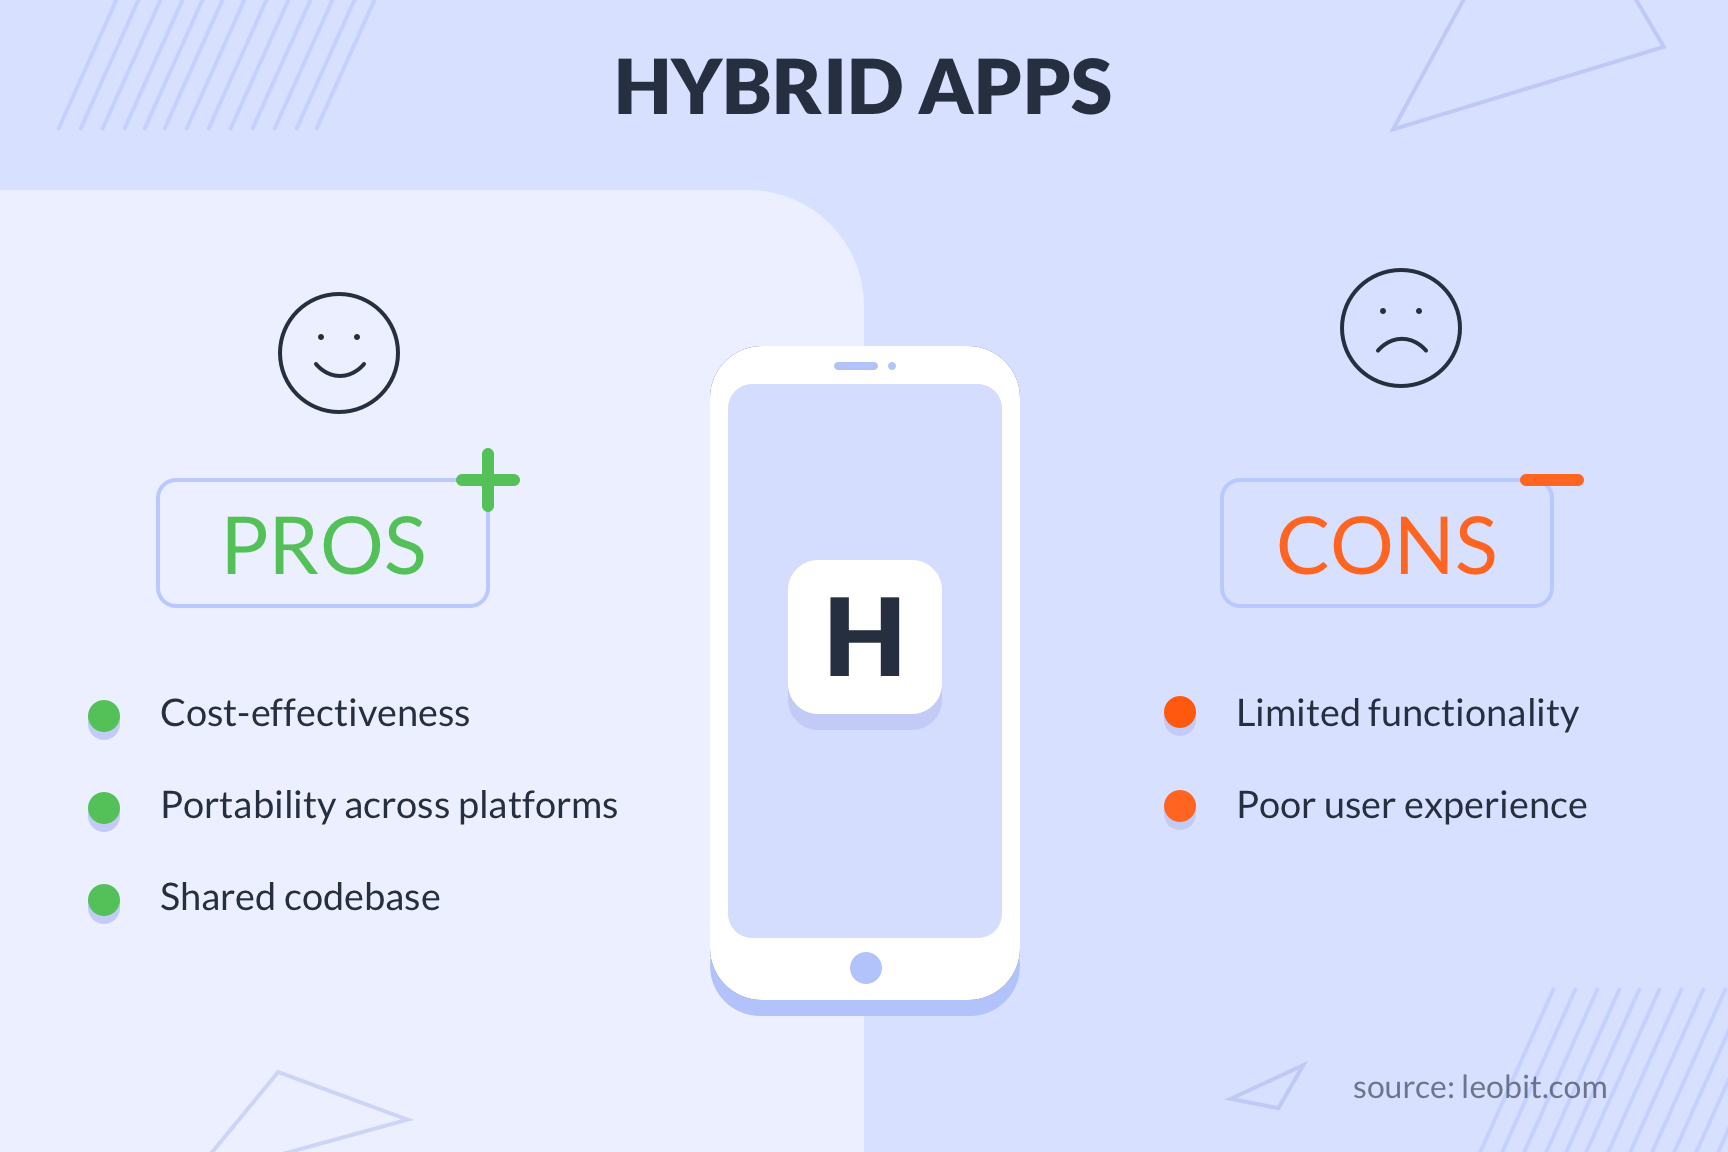 HYBRID APPS
PROS
Cost-effectiveness
Portability across platforms
Shared codebase
H
CONS
Limited functionality
Poor user experience
source: leobit.com